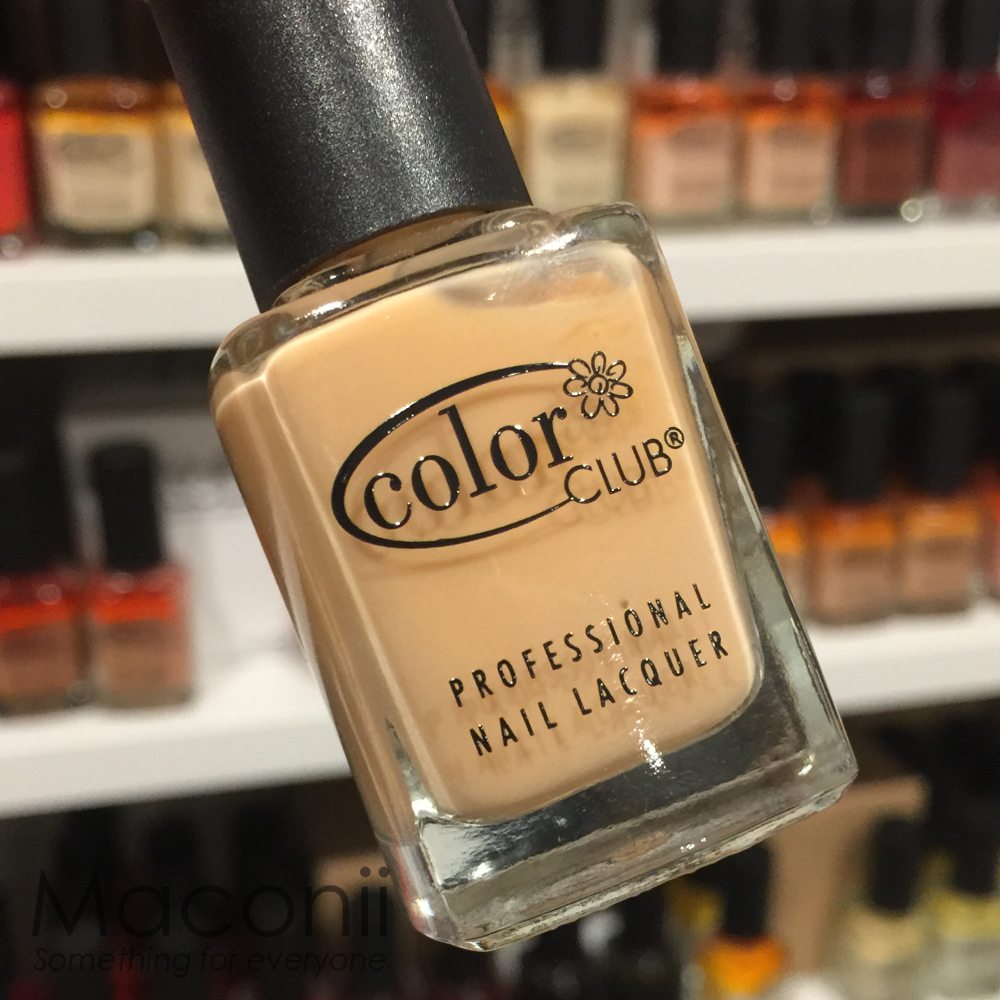 color
CLUB®
PROFESSIONAL
NAIL LACQUER
Maconii
Something for everyone